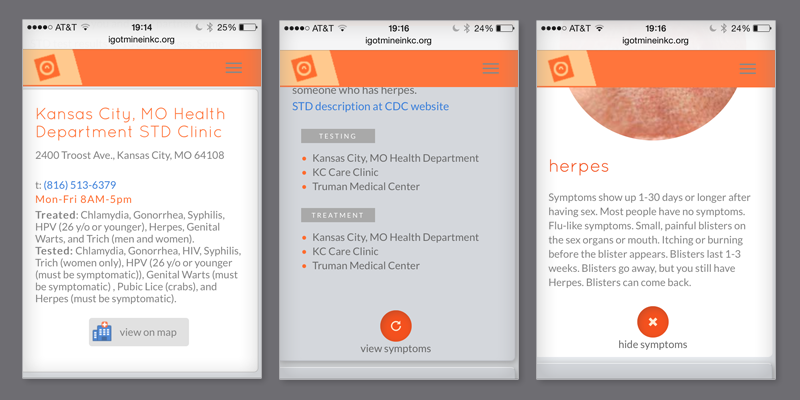 ●●●●○ AT&T 19:14 25%
igotmineinkc.org
Kansas City, MO Health
Department STD Clinic
2400 Troost Ave., Kansas City, MO 64108
t: (816) 513-6379
Mon-Fri 8AM-5pm
Treated: Chlamydia, Gonorrhea, Syphilis,
HPV (26 y/o or younger), Herpes, Genital
Warts, and Trich (men and women).
Tested: Chlamydia, Gonorrhea, HIV, Syphilis,
Trich (women only), HPV (26 y/o or younger
(must be symptomatic)), Genital Warts (must
be symptomatic) , Pubic Lice (crabs), and
Herpes (must be symptomatic).
view on map
●●●●○ AT&T 19:16 24%
igotmineinkc.org
someone who has herpes.
STD description at CDC website
TESTING
• Kansas City, MO Health Department
• KC Care Clinic
• Truman Medical Center
TREATMENT
• Kansas City, MO Health Department
• KC Care Clinic
• Truman Medical Center
view symptoms
●●●●○ AT&T 19:16 24%
igotmineinkc.org
herpes
Symptoms show up 1-30 days or longer after
having sex. Most people have no symptoms.
Flu-like symptoms. Small, painful blisters on
the sex organs or mouth. Itching or burning
before the blister appears. Blisters last 1-3
weeks. Blisters go away, but you still have
Herpes. Blisters can come back.
hide symptoms